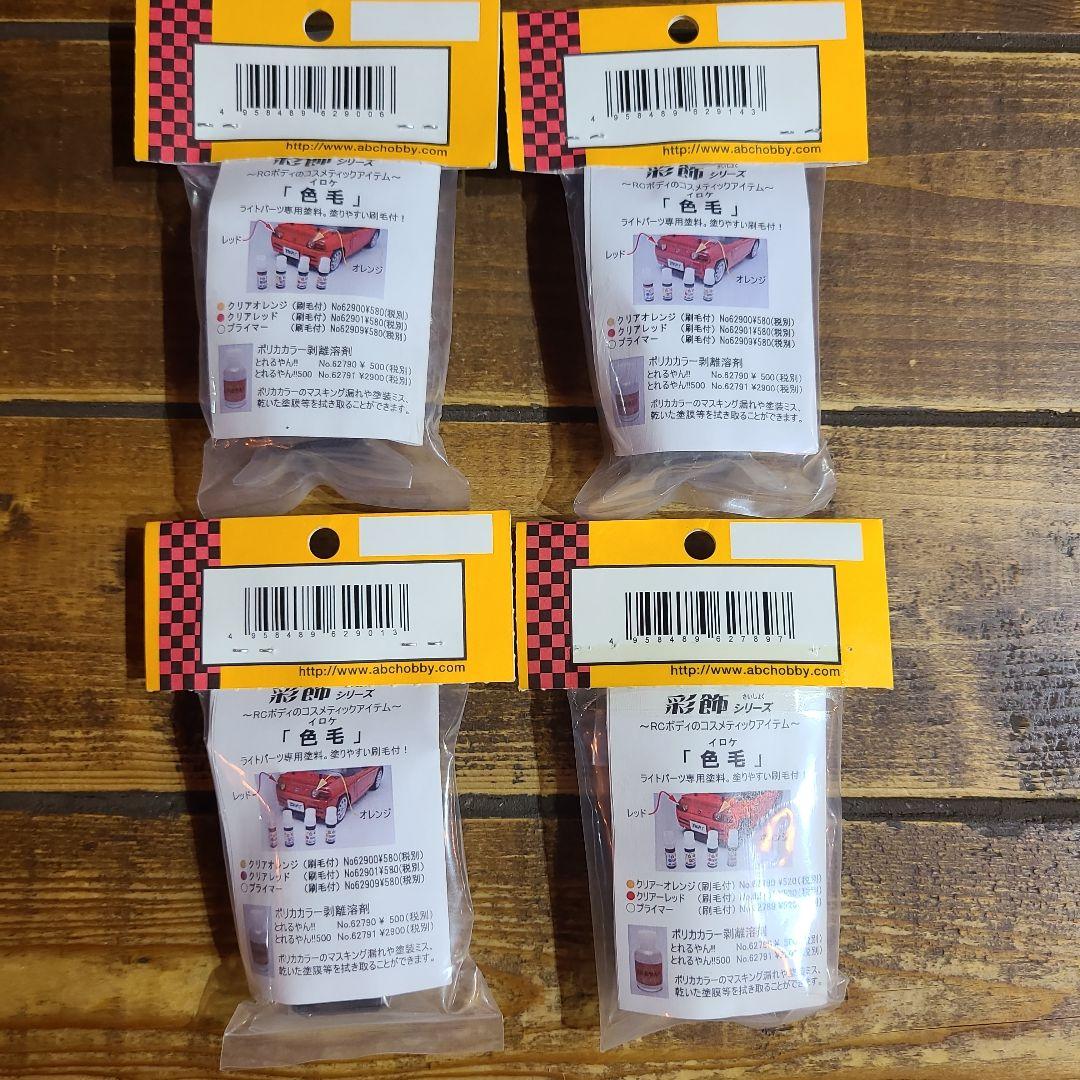 4958489629006
http://www.abchobby.com
彩飾シリーズ
～RCボディのコスメティックアイテム～
イロケ
「色毛」
ライトパーツ専用塗料。塗りやすい刷毛付！
レッド
オレンジ
クリアオレンジ（刷毛付）No62900¥580(税別)
クリアレッド （刷毛付）No62901¥580(税別)
プライマー （刷毛付）No62909¥580(税別)
ポリカカラー剥離溶剤
とれるやん!! No.62790 ¥ 500(税別)
とれるやん!!500 No.62791 ¥2900(税別)
ポリカカラーのマスキング漏れや塗装ミス、
乾いた塗膜等を拭き取ることができます。
4958489629143
http://www.abchobby.com
彩飾シリーズ
～RCボディのコスメティックアイテム～
イロケ
「色毛」
ライトパーツ専用塗料。塗りやすい刷毛付！
レッド
オレンジ
クリアオレンジ（刷毛付）No62900¥580(税別)
クリアレッド （刷毛付）No62901¥580(税別)
プライマー （刷毛付）No62909¥580(税別)
ポリカカラー剥離溶剤
とれるやん!! No.62790 ¥ 500(税別)
とれるやん!!500 No.62791 ¥2900(税別)
ポリカカラーのマスキング漏れや塗装ミス、
乾いた塗膜等を拭き取ることができます。
4958489629013
http://www.abchobby.com
彩飾シリーズ
～RCボディのコスメティックアイテム～
イロケ
「色毛」
ライトパーツ専用塗料。塗りやすい刷毛付！
レッド
オレンジ
クリアオレンジ（刷毛付）No62900¥580(税別)
クリアレッド （刷毛付）No62901¥580(税別)
プライマー （刷毛付）No62909¥580(税別)
ポリカカラー剥離溶剤
とれるやん!! No.62790 ¥ 500(税別)
とれるやん!!500 No.62791 ¥2900(税別)
ポリカカラーのマスキング漏れや塗装ミス、
乾いた塗膜等を拭き取ることができます。
4958489627897
http://www.abchobby.com
さいしょく
彩飾シリーズ
～RCボディのコスメティックアイテム～
イロケ
「色毛」
ライトパーツ専用塗料。塗りやすい刷毛付！
レッド
クリアーオレンジ(刷毛付) ¥520(税別)
クリアーレッド (刷毛付)
プライマー (刷毛付)
ポリカカラー剥離溶剤
とれるやん!!
とれるやん!!500
ポリカカラーのマスキング漏れや塗装ミス、
乾いた塗膜等を拭き取ることができます。